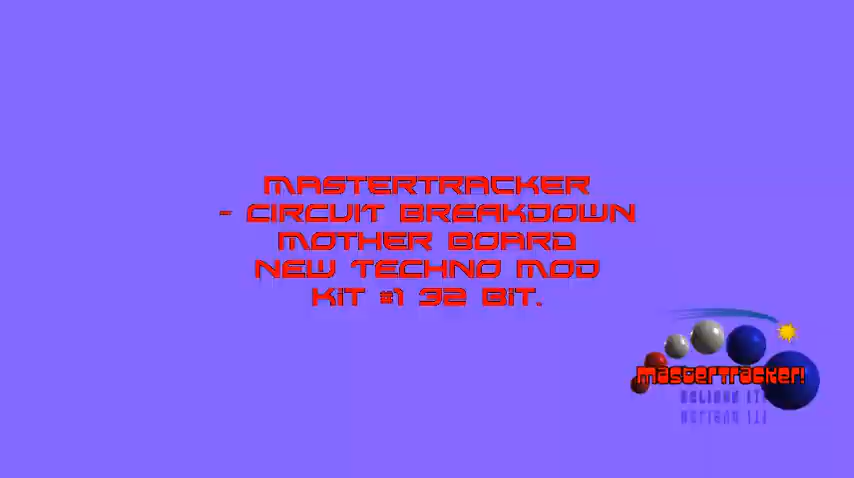 MASTERTRACKER
- CIRCUIT BREAKDOWN
MOTHER BOARD
NEW TECHNO MOD
KIT #1 32 BIT.
mastertracker!